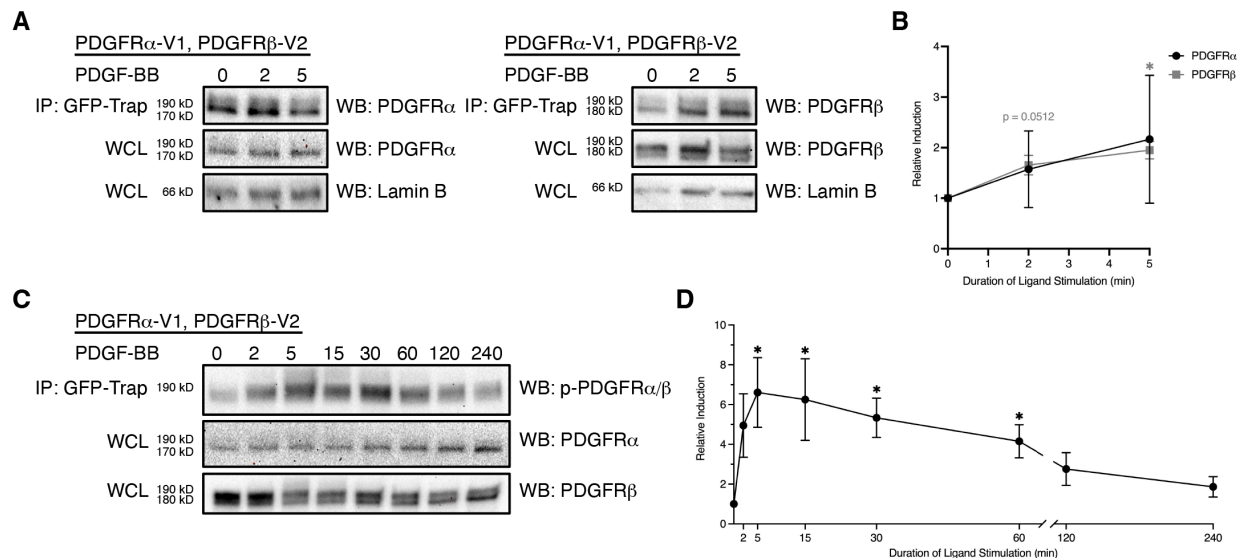 A
PDGFRα-V1, PDGFRβ-V2
PDGF-BB 0 2 5
IP: GFP-Trap 190 kD 170 kD WB: PDGFRα
WCL 190 kD 170 kD WB: PDGFRα
WCL 66 kD WB: Lamin B
PDGFRα-V1, PDGFRβ-V2
PDGF-BB 0 2 5
IP: GFP-Trap 190 kD 180 kD WB: PDGFRβ
WCL 190 kD 180 kD WB: PDGFRβ
WCL 66 kD WB: Lamin B
B
Relative Induction
4
3
2
1
0
p = 0.0512
*
PDGFRα
PDGFRβ
0 1 2 3 4 5
Duration of Ligand Stimulation (min)
C
PDGFRα-V1, PDGFRβ-V2
PDGF-BB 0 2 5 15 30 60 120 240
IP: GFP-Trap 190 kD WB: p-PDGFRα/β
WCL 190 kD 170 kD WB: PDGFRα
WCL 190 kD 180 kD WB: PDGFRβ
D
Relative Induction
10
8
6
4
2
0
* * * *
2 5 15 30 60 120 240
Duration of Ligand Stimulation (min)